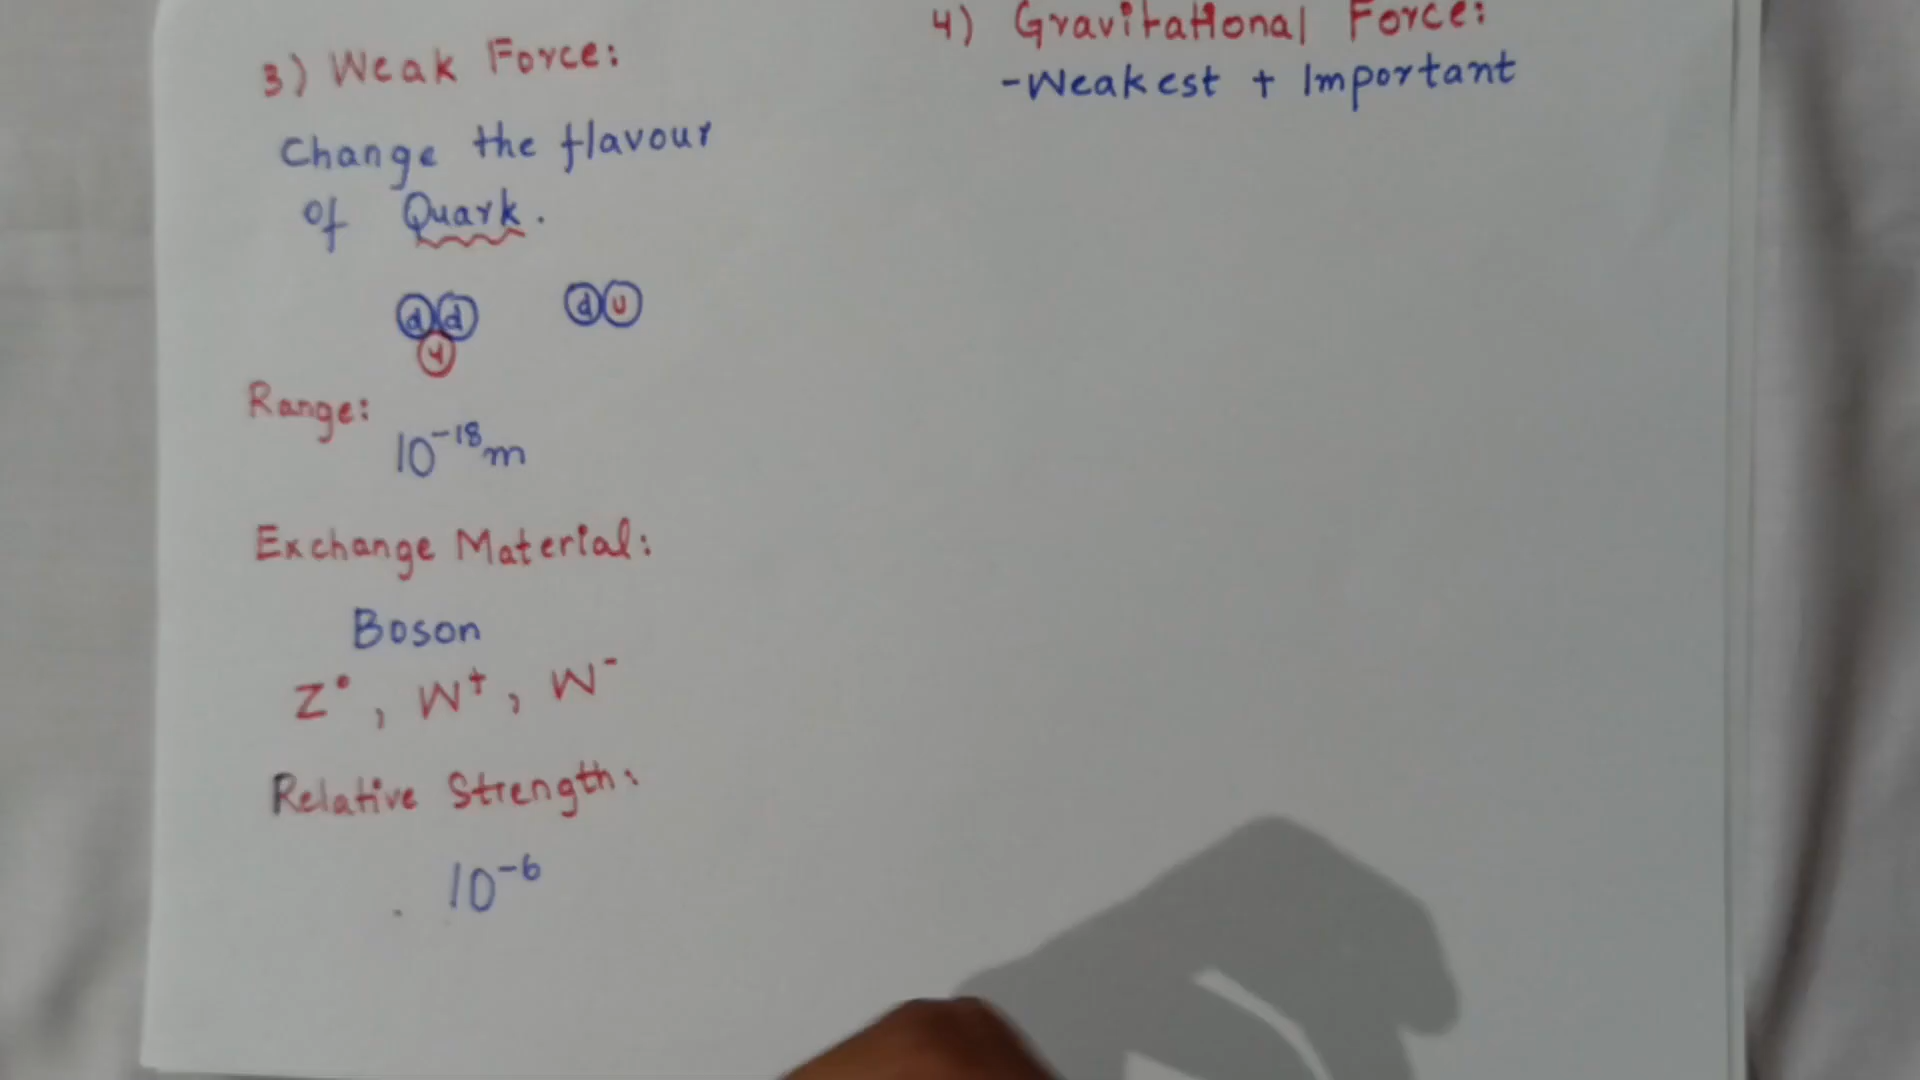 3) Weak Force:
Change the flavour
of Quark.
d d d u
u
Range:
10⁻¹⁸m
Exchange Material:
Boson
Z°, W⁺, W⁻
Relative Strength:
10⁻⁶
4) Gravitational Force:
-Weakest + Important